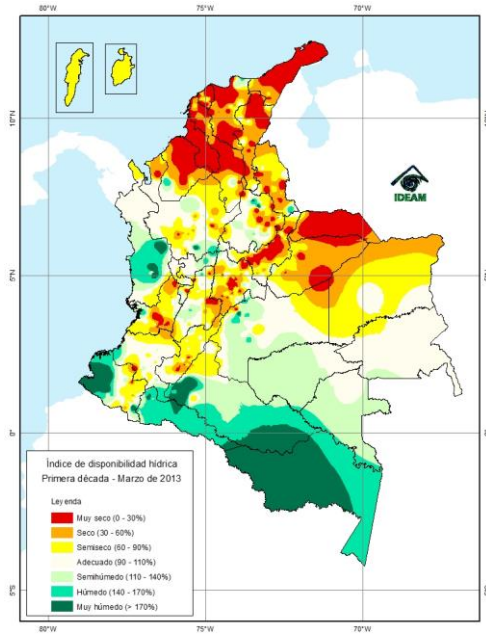 80°W 75°W 70°W
10°N
5°N 5°N
IDEAM
0° 0°
Índice de disponibilidad hídrica
Primera década - Marzo de 2013
Leyenda
Muy seco (0 - 30%)
Seco (30 - 60%)
Semiseco (60 - 90%)
Adecuado (90 - 110%)
Semihúmedo (110 - 140%)
Húmedo (140 - 170%)
Muy húmedo (> 170%)
5°S
80°W 75°W 70°W